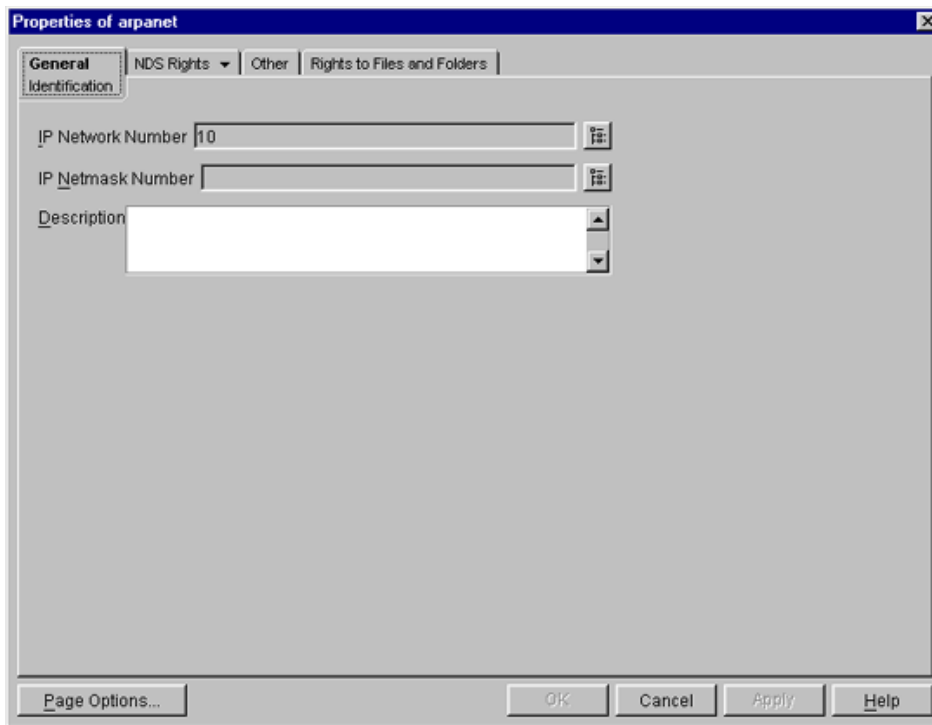 Properties of arpanet
General NDS Rights Other Rights to Files and Folders
Identification
IP Network Number 10
IP Netmask Number
Description
Page Options... OK Cancel Apply Help